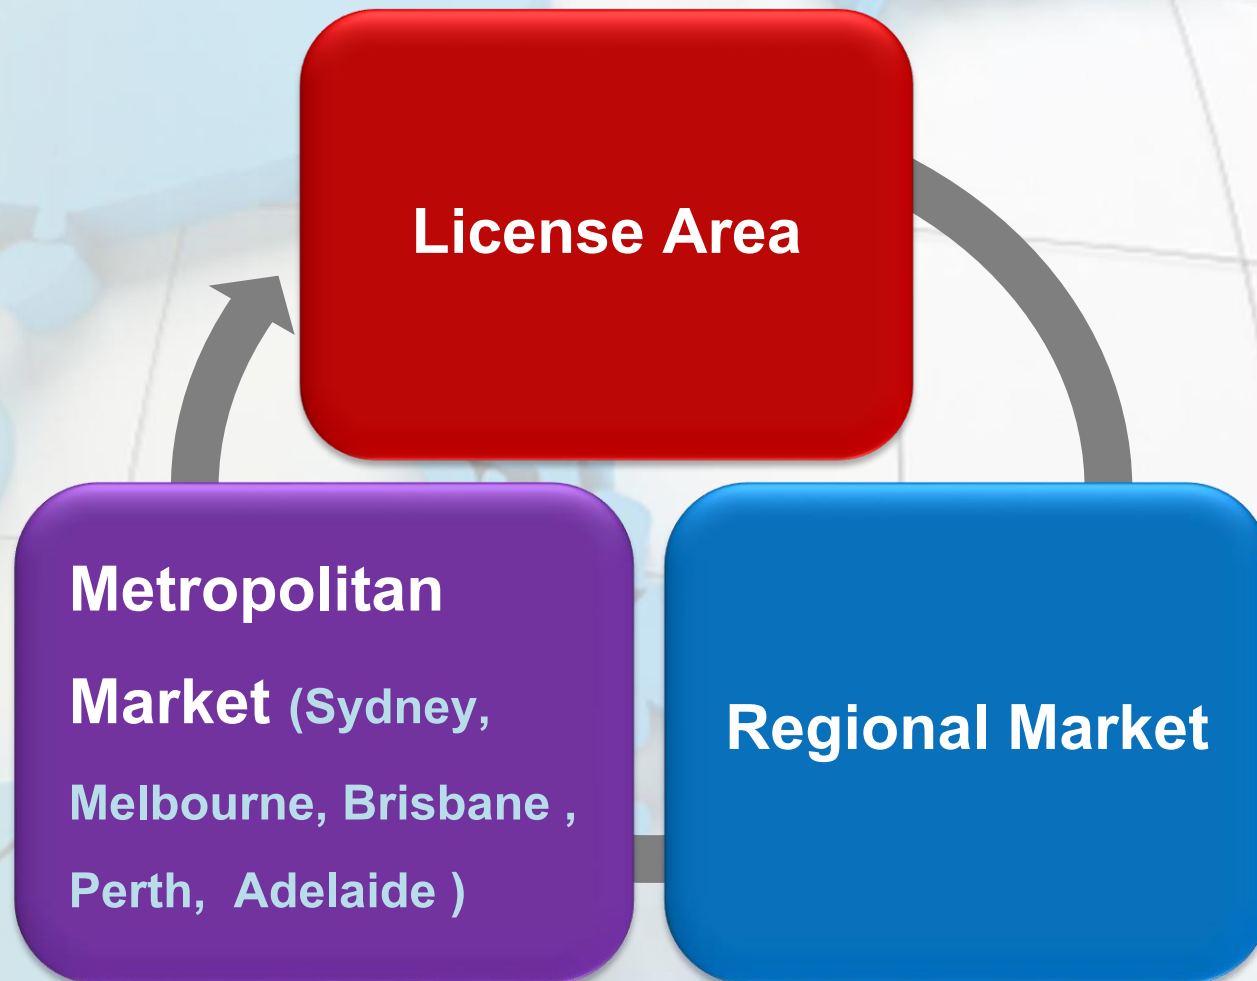 License Area
Metropolitan
Market (Sydney,
Melbourne, Brisbane ,
Perth,  Adelaide )
Regional Market